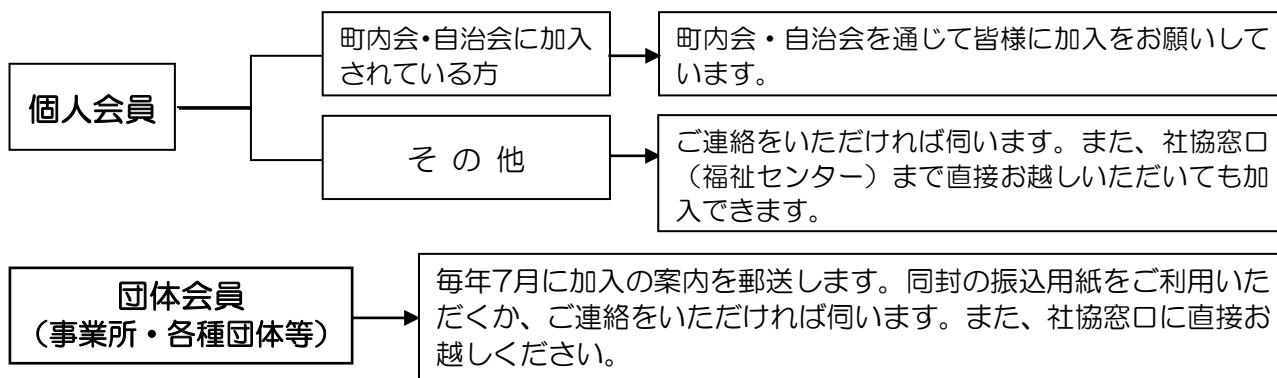 個人会員
町内会・自治会に加入
されている方
町内会・自治会を通じて皆様に加入をお願いして
います。
その他
ご連絡をいただければ伺います。また、社協窓口
（福祉センター）まで直接お越しいただいても加
入できます。
団体会員
（事業所・各種団体等）
毎年7月に加入の案内を郵送します。同封の振込用紙をご利用いた
だくか、ご連絡をいただければ伺います。また、社協窓口に直接お
越しください。